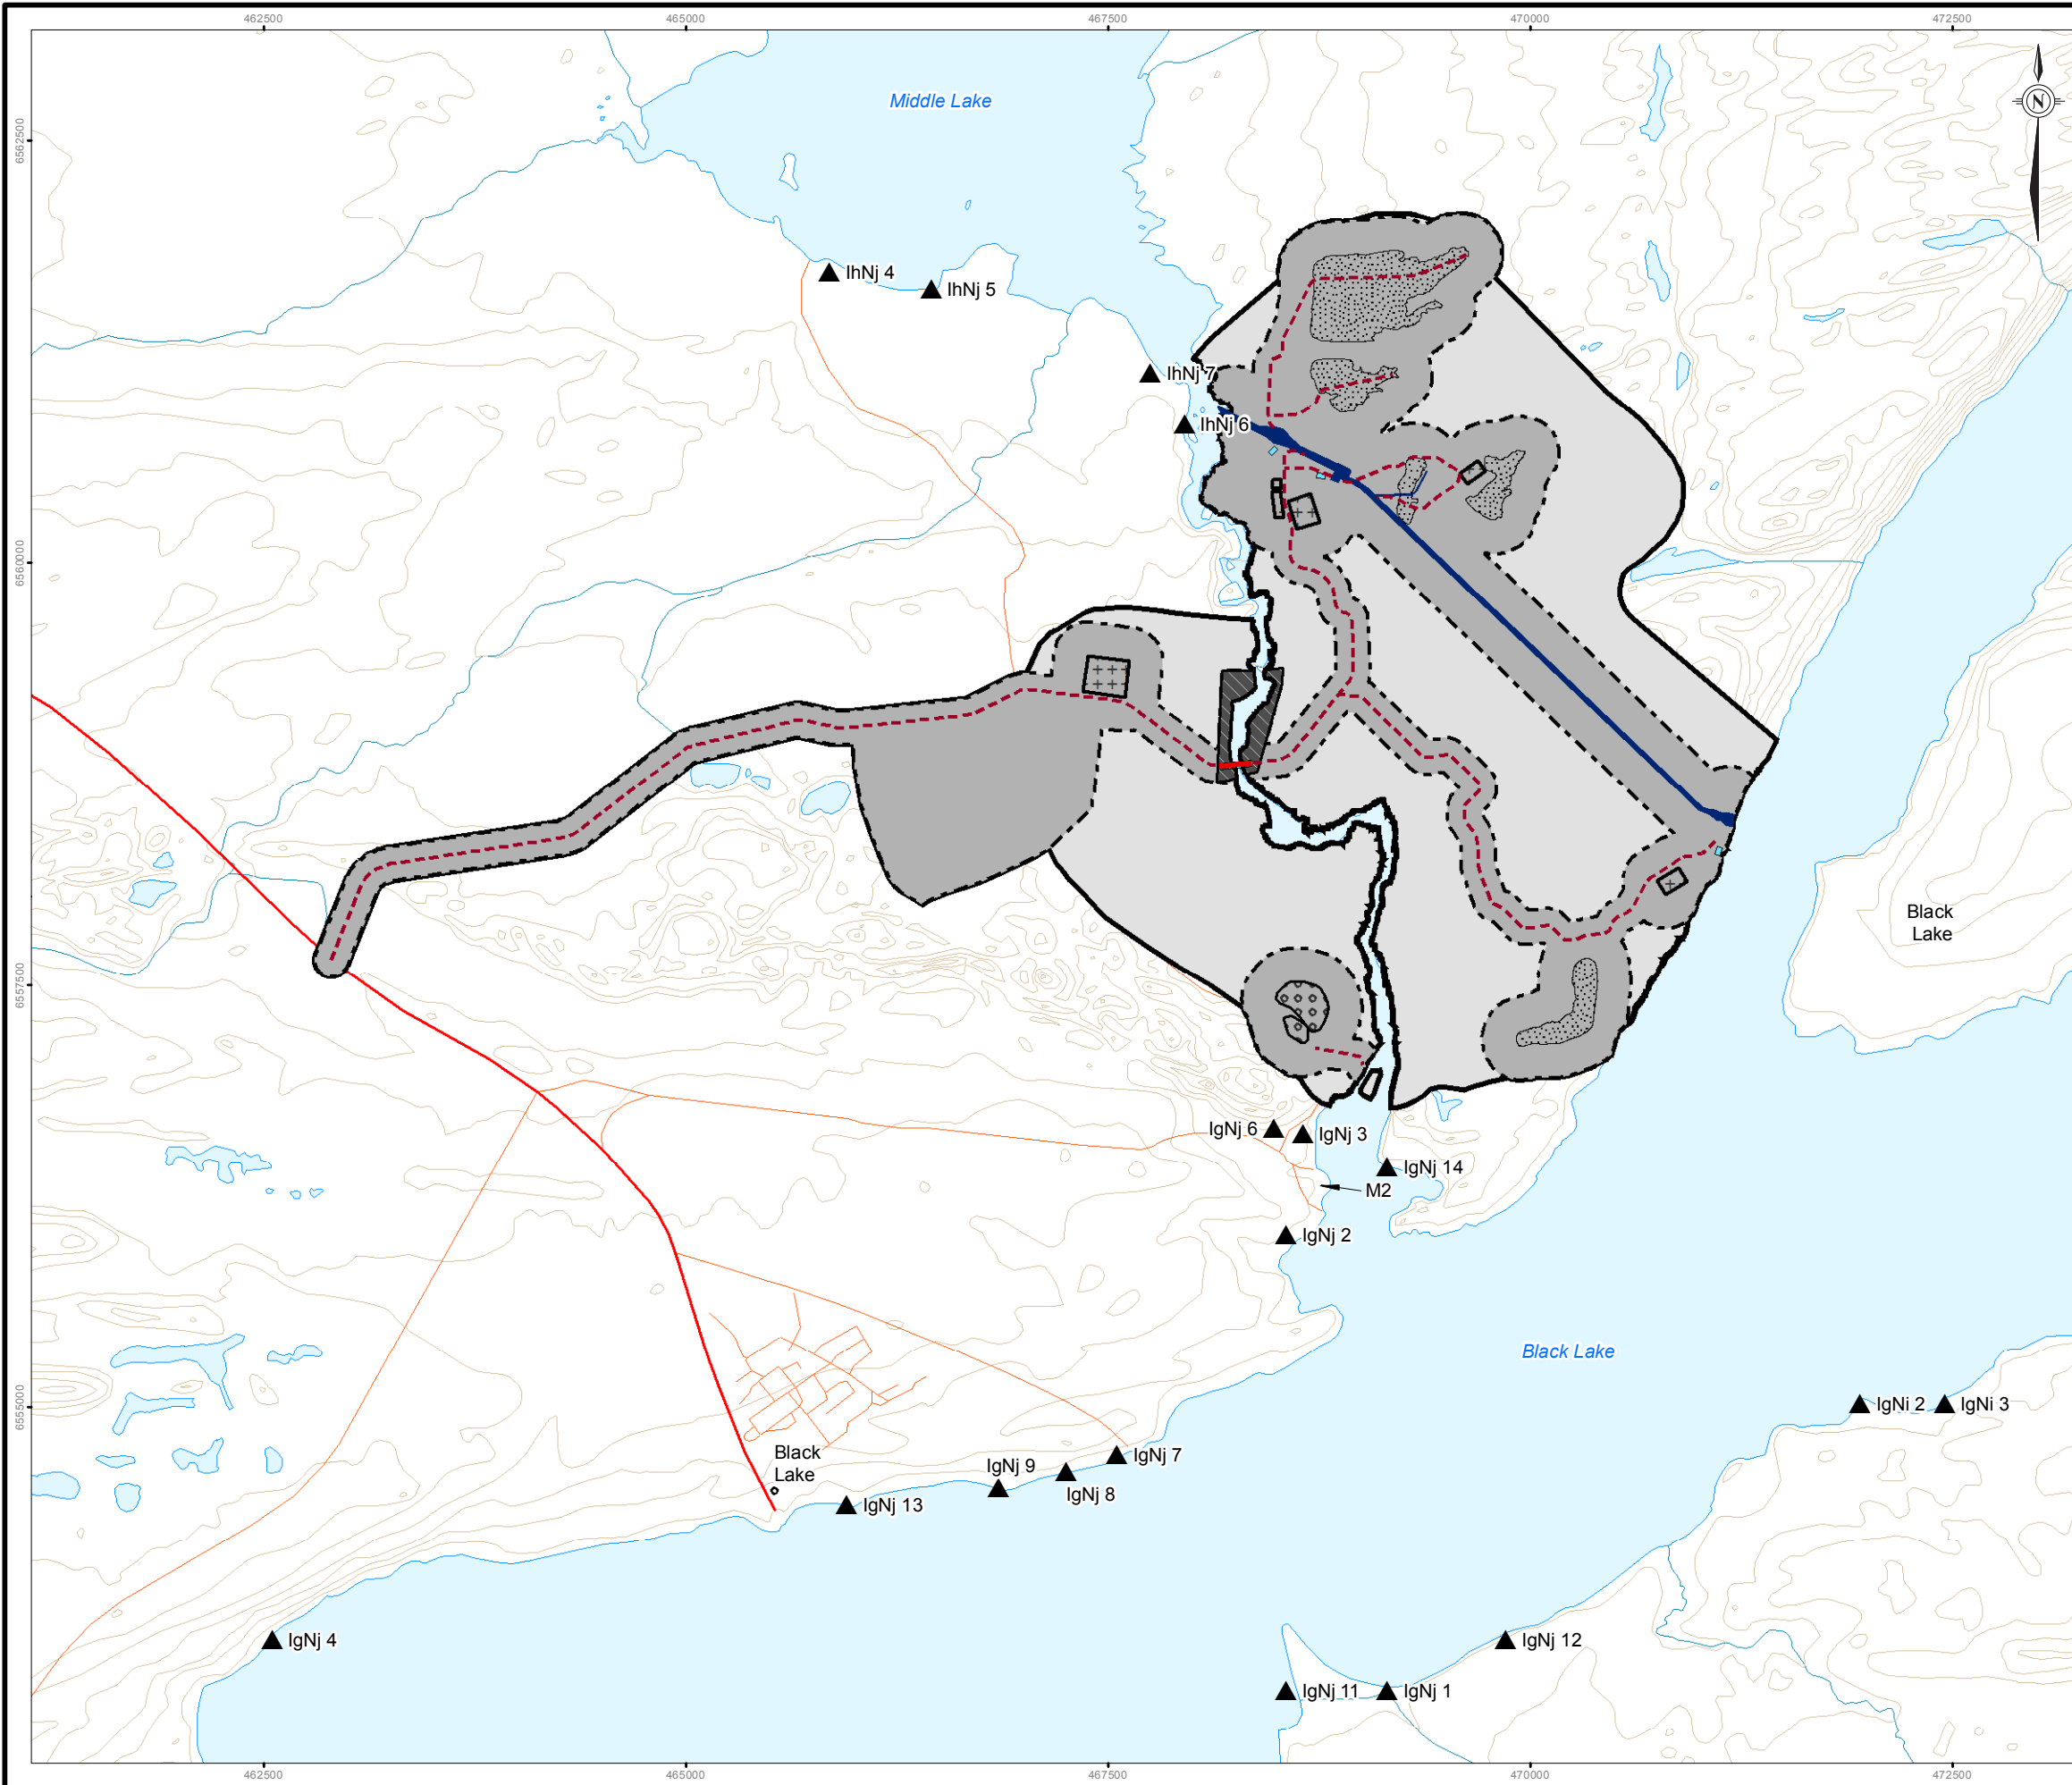 462500
465000
467500
470000
472500
Middle Lake
N
6562500
IhNj 4
IhNj 5
IhNj 7
IhNj 6
6560000
Black
Lake
6557500
IgNj 6
IgNj 3
IgNj 14
M2
IgNj 2
Black Lake
6555000
IgNi 2
IgNi 3
Black
Lake
IgNj 9
IgNj 7
IgNj 8
IgNj 13
IgNj 4
IgNj 12
IgNj 11
IgNj 1
462500
465000
467500
470000
472500